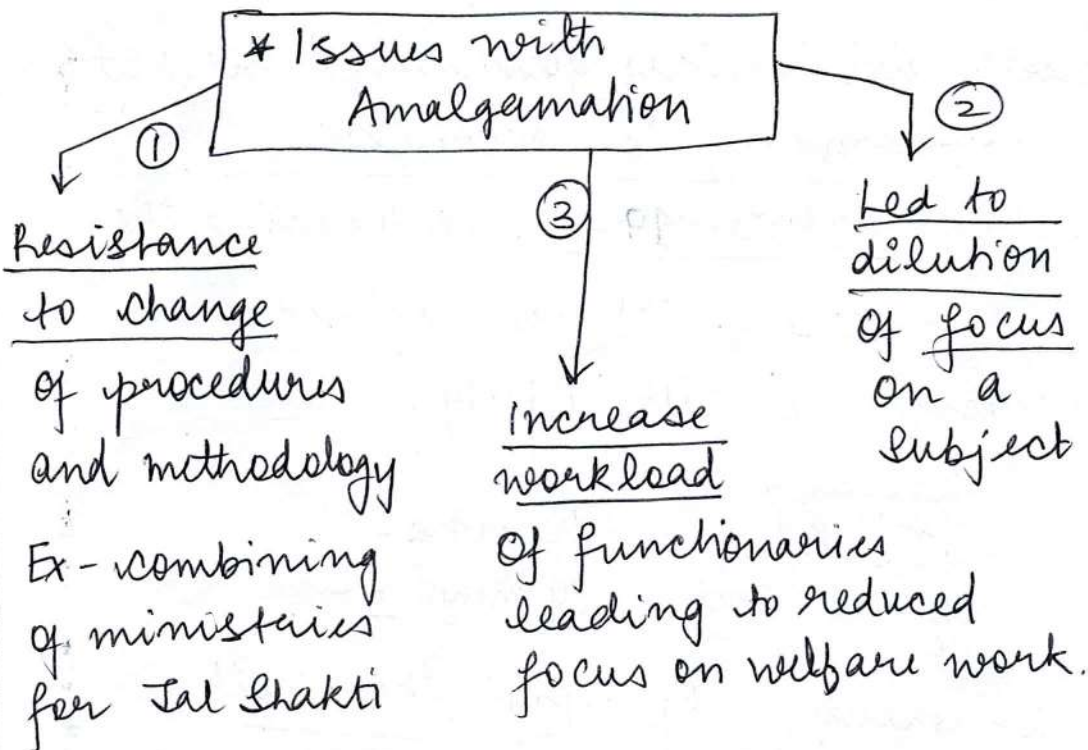 * Issues with
Amalgamation
①
Resistance
to change
of procedures
and methodology
Ex- combining
of ministries
for Jal Shakti
②
Led to
dilution
of focus
on a
subject
③
Increase
workload
of functionaries
leading to reduced
focus on welfare work.